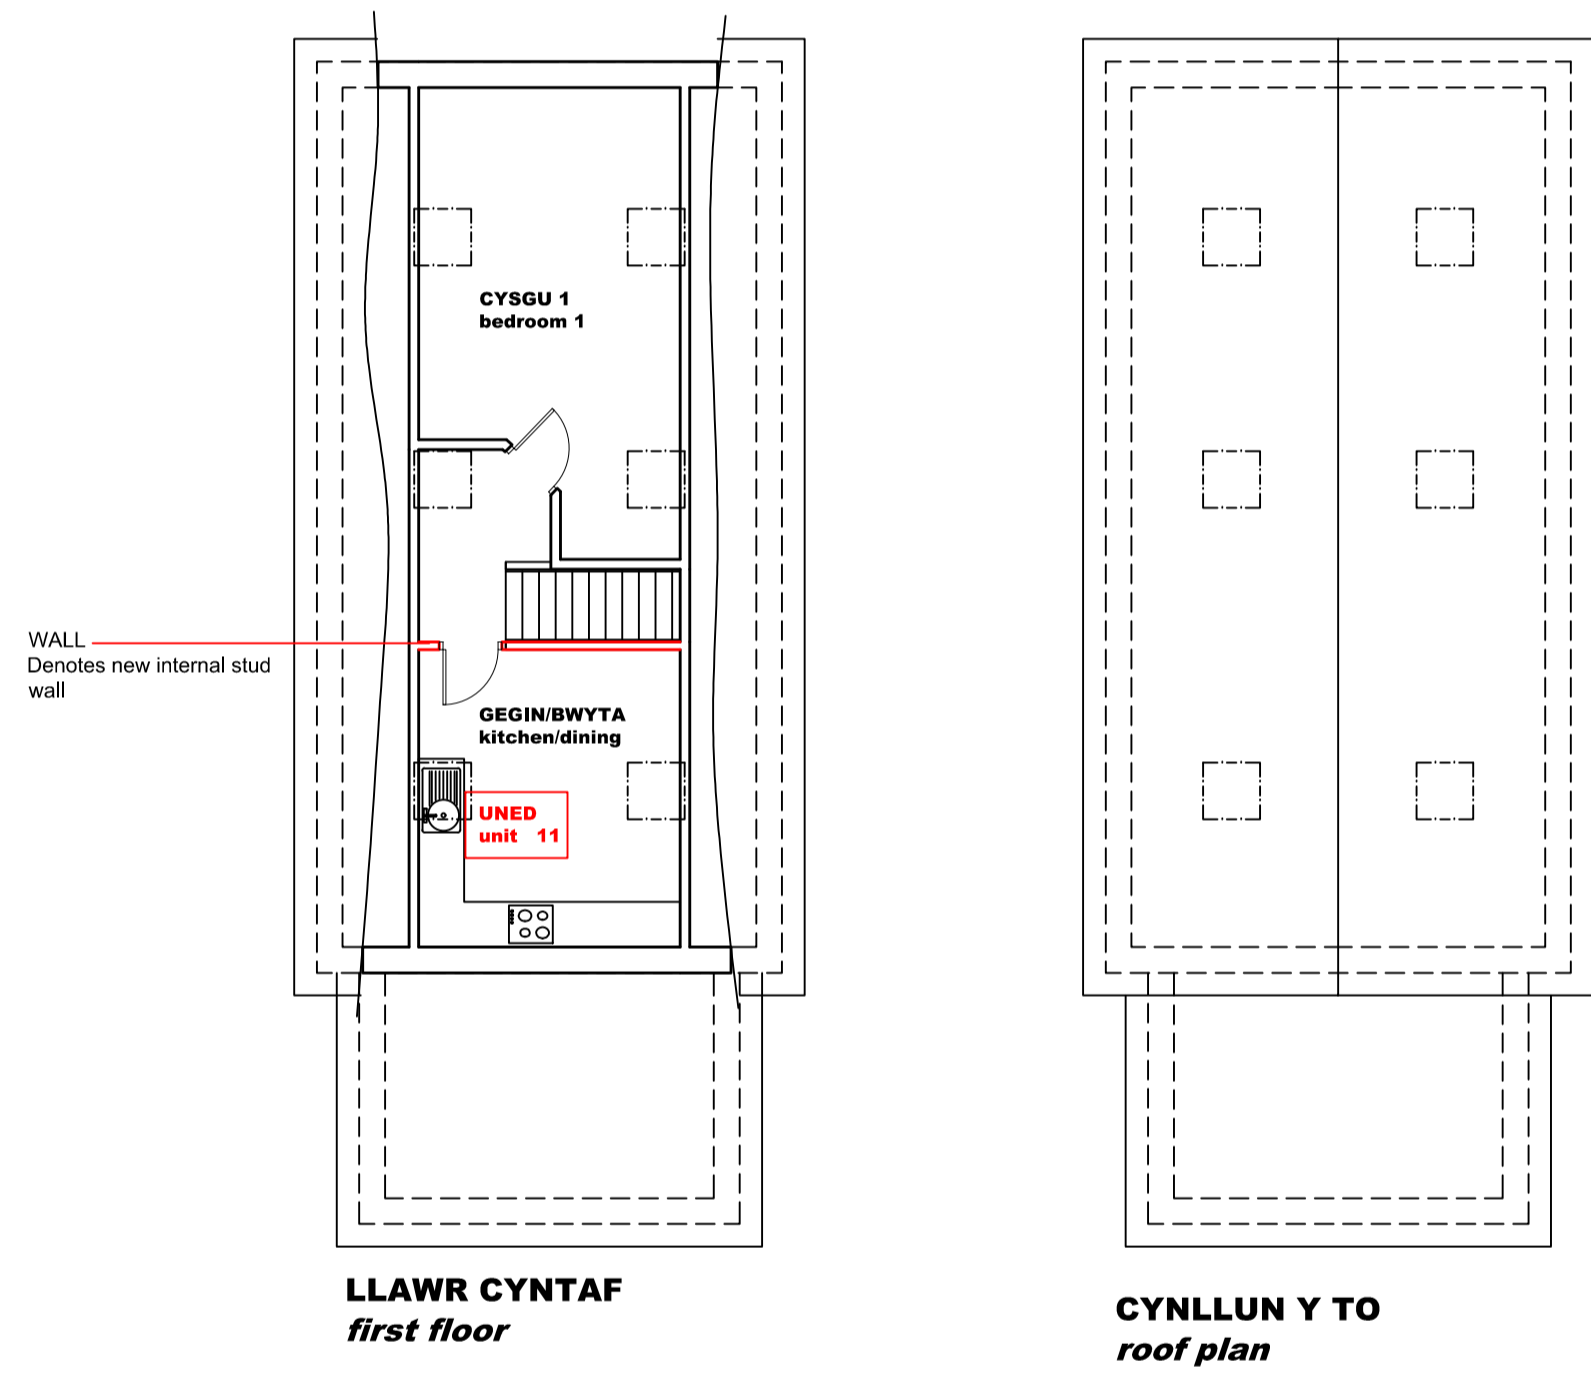 CYSGU 1
bedroom 1
WALL
Denotes new internal stud
wall
GEGIN/BWYTA
kitchen/dining
UNED
unit 11
LLAWR CYNTAF
first floor
CYNLLUN Y TO
roof plan